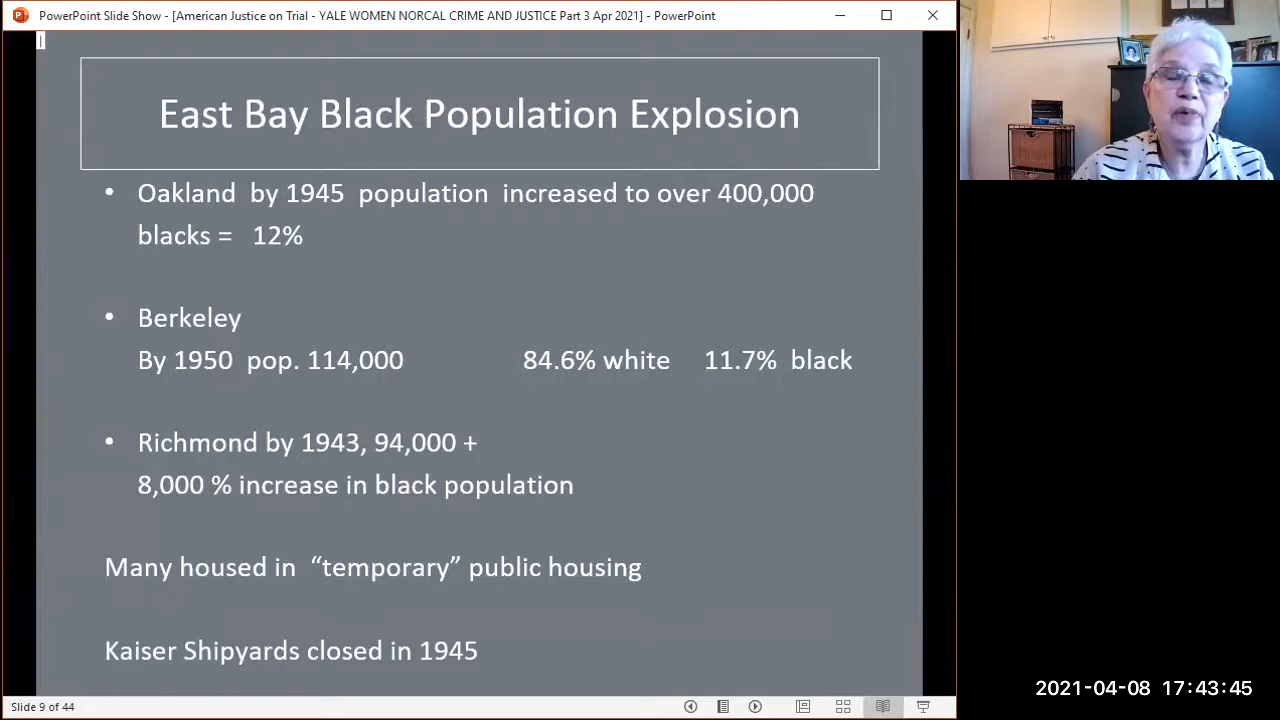 PowerPoint Slide Show - [American Justice on Trial - YALE WOMEN NORCAL CRIME AND JUSTICE Part 3 Apr 2021] - PowerPoint
East Bay Black Population Explosion
• Oakland by 1945 population increased to over 400,000
blacks = 12%
• Berkeley
By 1950 pop. 114,000 84.6% white 11.7% black
• Richmond by 1943, 94,000 +
8,000 % increase in black population
Many housed in “temporary” public housing
Kaiser Shipyards closed in 1945
Slide 9 of 44
2021-04-08 17:43:45